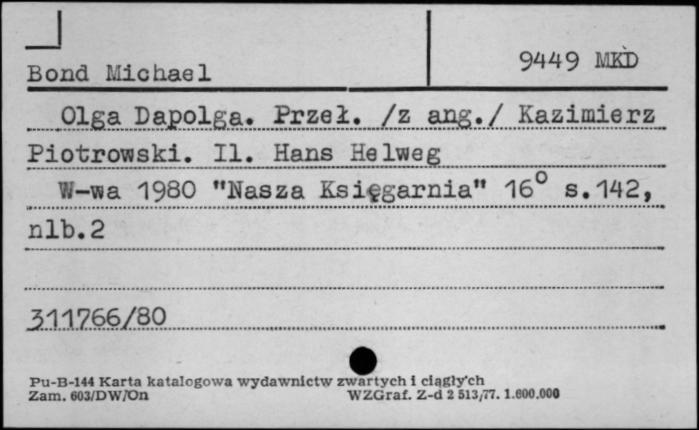 9449 MKD
Bond Michael
Olga Dapolga. Przeł. /z ang./ Kazimierz
Piotrowski. Il. Hans Helweg
W-wa 1980 "Nasza Księgarnia" 16° s.142,
nlb.2
311766/80
Pu-B-144 Karta katalogowa wydawnictw zwartych i ciągłych
Zam. 603/DW/On WZGraf. Z-d 2 513/77. 1.600.000